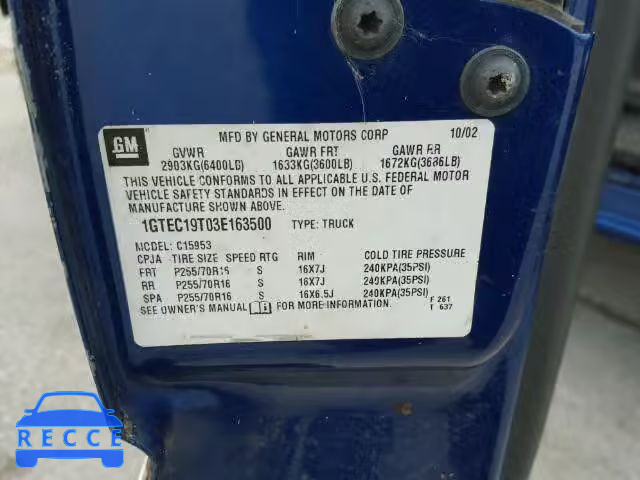 GM
MFD BY GENERAL MOTORS CORP 10/02
GVWR GAWR FRT GAWR RR
2903KG(6400LB) 1633KG(3600LB) 1672KG(3686LB)
THIS VEHICLE CONFORMS TO ALL APPLICABLE U.S. FEDERAL MOTOR
VEHICLE SAFETY STANDARDS IN EFFECT ON THE DATE OF
MANUFACTURE SHOWN ABOVE.
1GTEC19T03E163500 TYPE: TRUCK
MODEL: C15953
CPJA TIRE SIZE SPEED RTG RIM COLD TIRE PRESSURE
FRT P255/70R16 S 16X7J 240KPA(35PSI)
RR P255/70R16 S 16X7J 240KPA(35PSI)
SPA P255/70R16 S 16X6.5J 240KPA(35PSI)
SEE OWNER'S MANUAL FOR MORE INFORMATION.
F 261
T 637
RECCE